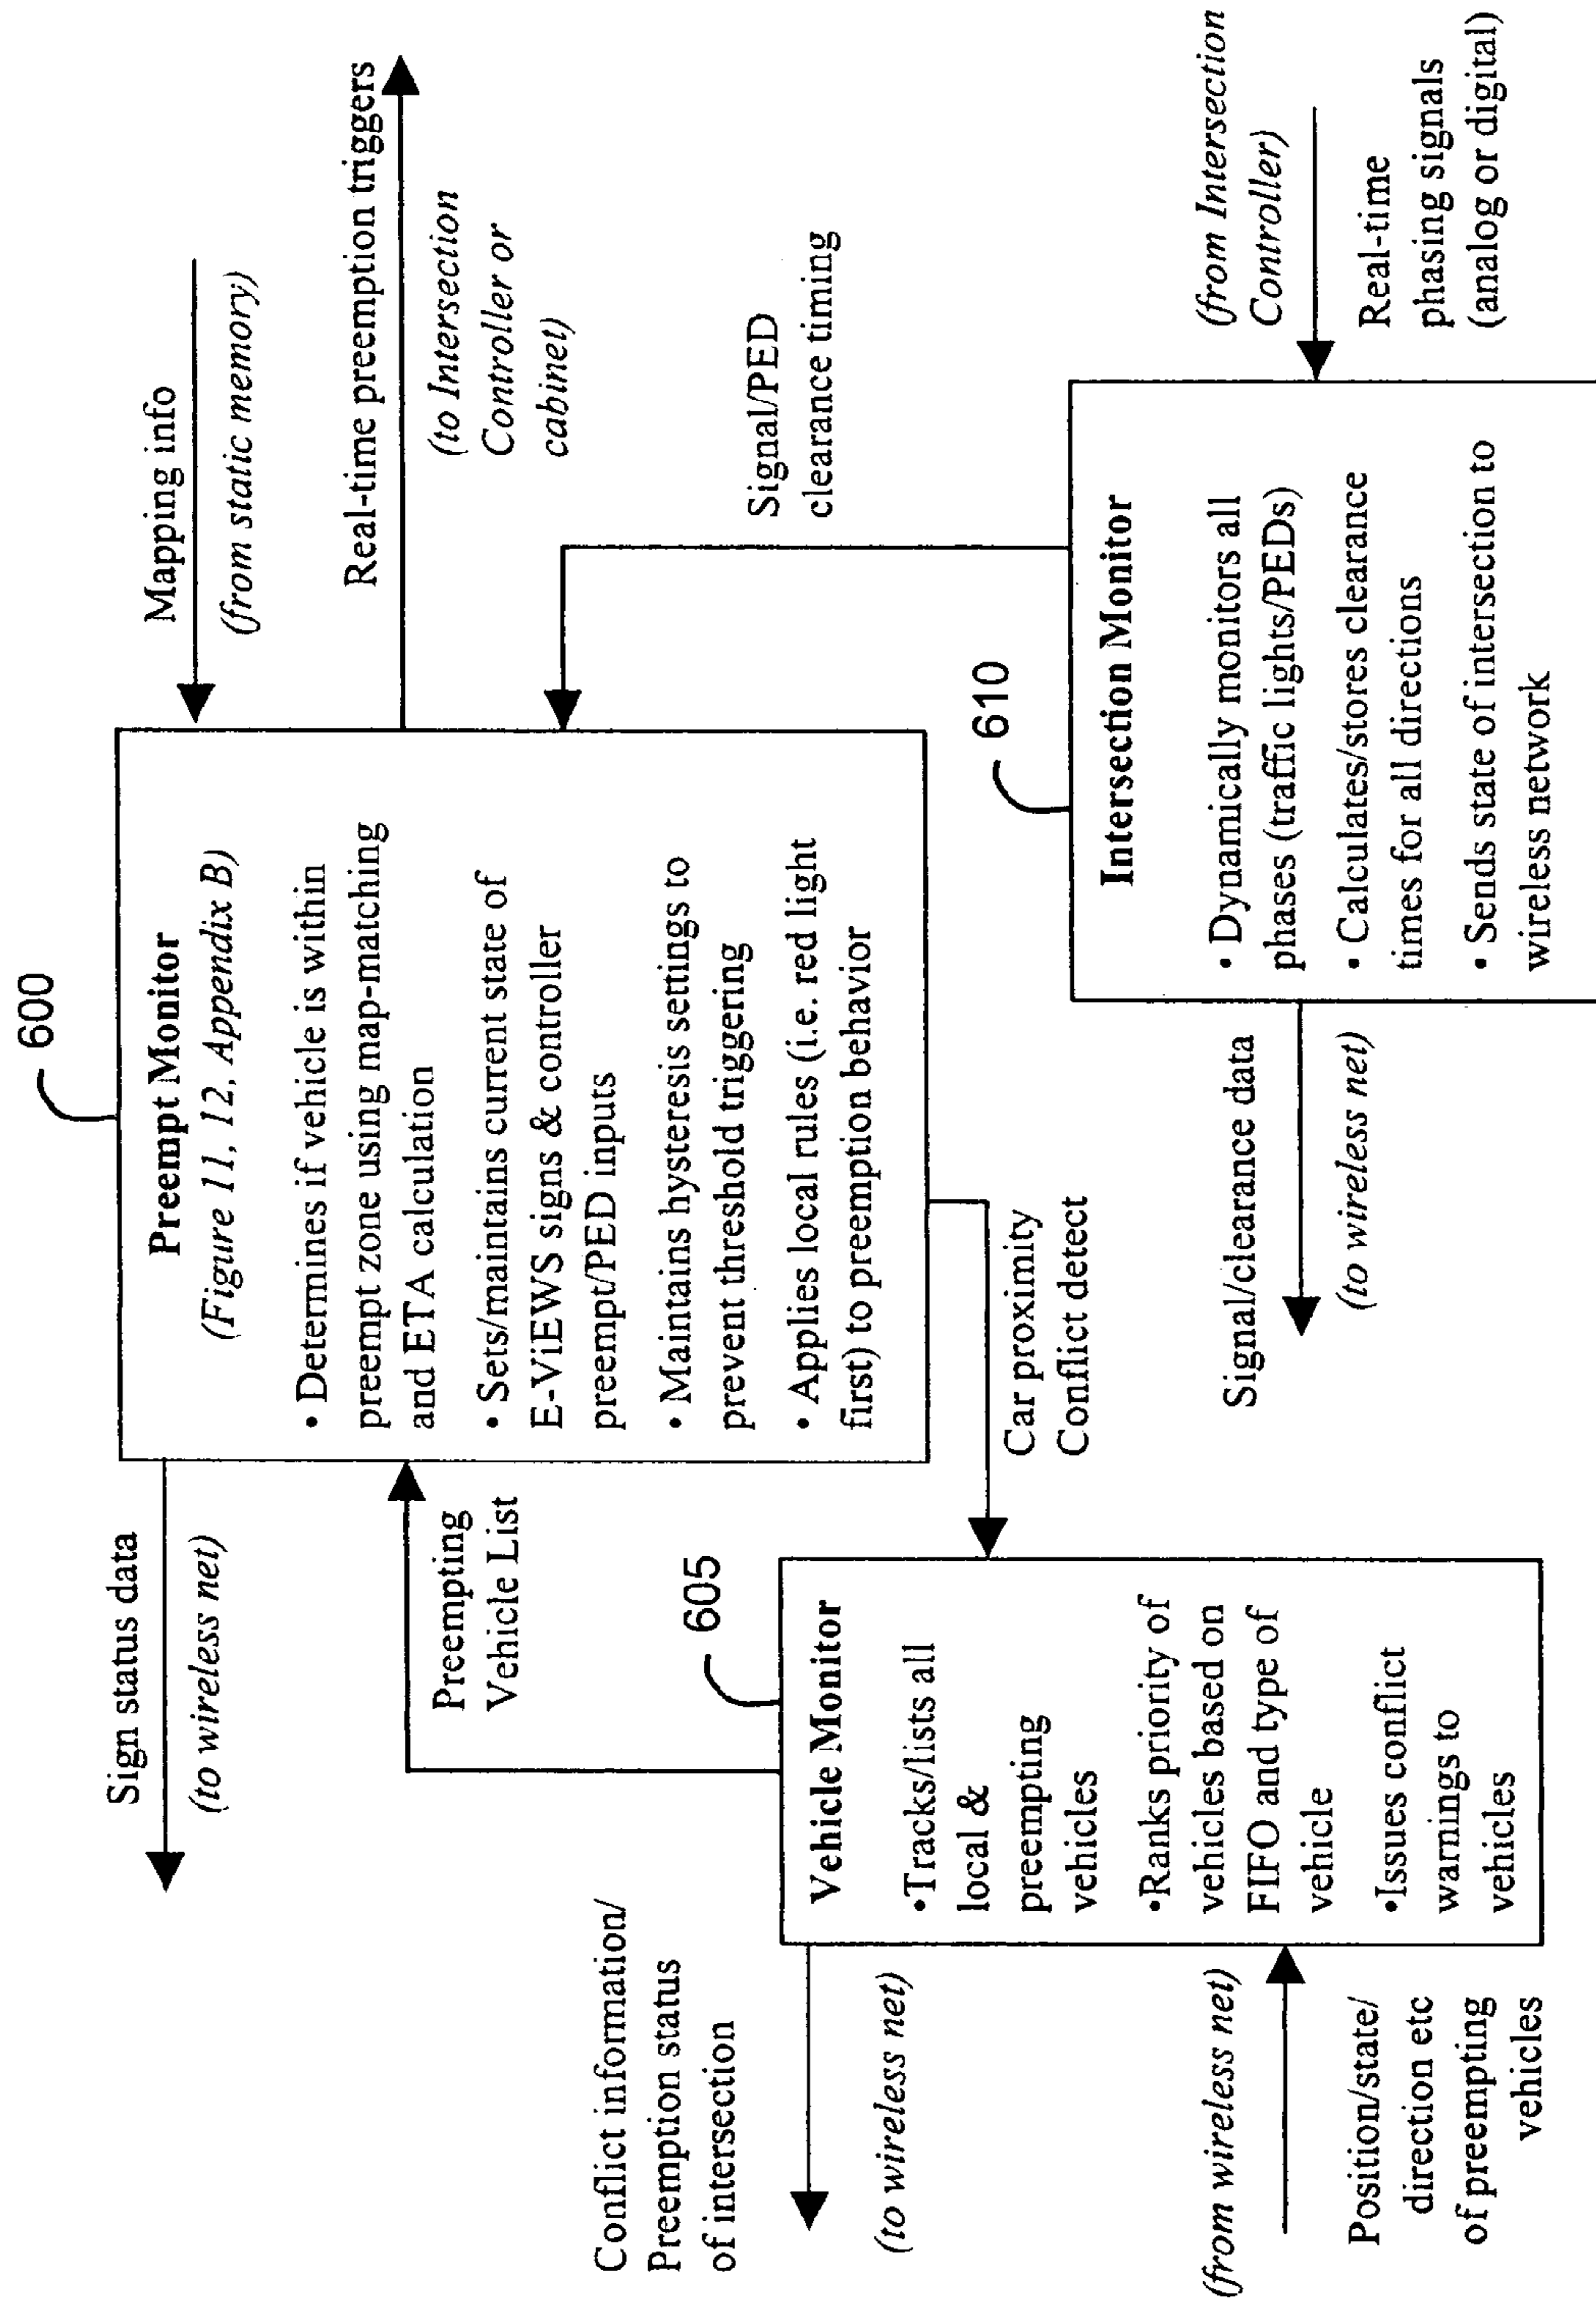 600
Preempt Monitor
(Figure 11, 12, Appendix B)
• Determines if vehicle is within
preempt zone using map-matching
and ETA calculation
• Sets/maintains current state of
E-ViEWS signs & controller
preempt/PED inputs
• Maintains hysteresis settings to
prevent threshold triggering
• Applies local rules (i.e. red light
first) to preemption behavior
Sign status data
(to wireless net)
Mapping info
(from static memory)
Real-time preemption triggers
(to Intersection
Controller or
cabinet)
Preempting
Vehicle List
Signal/PED
clearance timing
Car proximity
Conflict detect
605
Vehicle Monitor
•Tracks/lists all
local &
preempting
vehicles
•Ranks priority of
vehicles based on
FIFO and type of
vehicle
•Issues conflict
warnings to
vehicles
Conflict information/
Preemption status
of intersection
(to wireless net)
(from wireless net)
Position/state/
direction etc
of preempting
vehicles
610
Intersection Monitor
• Dynamically monitors all
phases (traffic lights/PEDs)
• Calculates/stores clearance
times for all directions
• Sends state of intersection to
wireless network
Signal/clearance data
(to wireless net)
(from Intersection
Controller)
Real-time
phasing signals
(analog or digital)